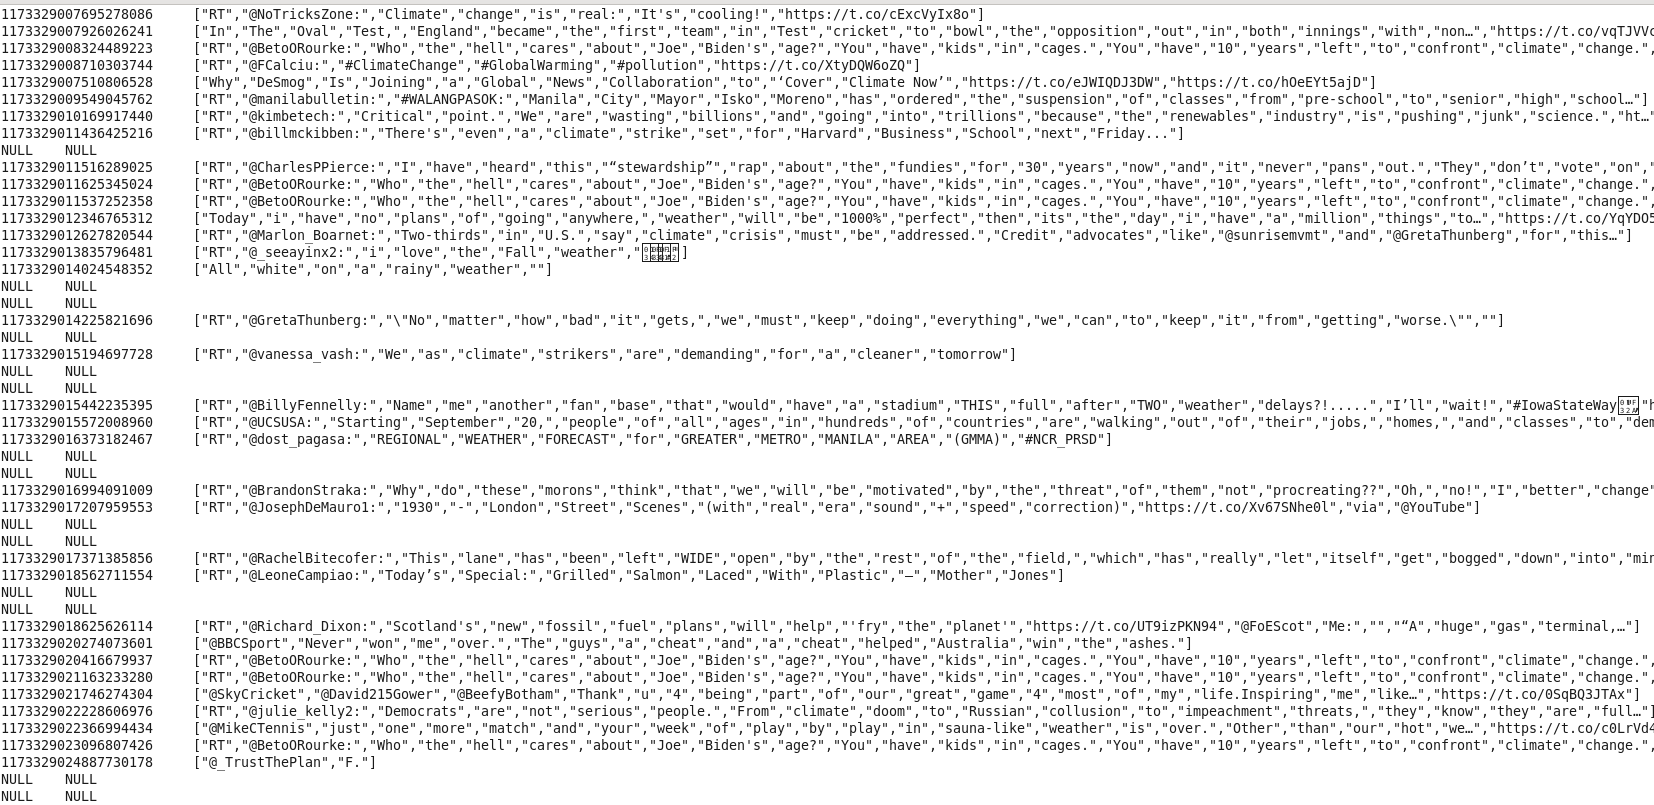 1173329007695278086     ["RT","@NoTricksZone:","Climate","change","is","real:","It's","cooling!","https://t.co/cExcVyIx8o"]
1173329007926026241     ["In","The","Oval","Test,","England","became","the","first","team","in","Test","cricket","to","bowl","the","opposition","out","in","both","innings","with","non…","https://t.co/vqTJVVc
1173329008324489223     ["RT","@BetoORourke:","Who","the","hell","cares","about","Joe","Biden's","age?","You","have","kids","in","cages.","You","have","10","years","left","to","confront","climate","change.",
1173329008710303744     ["RT","@FCalciu:","#ClimateChange","#GlobalWarming","#pollution","https://t.co/XtyDQW6oZQ"]
1173329007510806528     ["Why","DeSmog","Is","Joining","a","Global","News","Collaboration","to","‘Cover","Climate Now’","https://t.co/eJWIQDJ3DW","https://t.co/hOeEYt5ajD"]
1173329009549045762     ["RT","@manilabulletin:","#WALANGPASOK:","Manila","City","Mayor","Isko","Moreno","has","ordered","the","suspension","of","classes","from","pre-school","to","senior","high","school…"]
1173329010169917440     ["RT","@kimbetech:","Critical","point.","We","are","wasting","billions","and","going","into","trillions","because","the","renewables","industry","is","pushing","junk","science.","ht…"
1173329011436425216     ["RT","@billmckibben:","There's","even","a","climate","strike","set","for","Harvard","Business","School","next","Friday..."]
NULL    NULL
1173329011516289025     ["RT","@CharlesPPierce:","I","have","heard","this","“stewardship”","rap","about","the","fundies","for","30","years","now","and","it","never","pans","out.","They","don’t","vote","on","
1173329011625345024     ["RT","@BetoORourke:","Who","the","hell","cares","about","Joe","Biden's","age?","You","have","kids","in","cages.","You","have","10","years","left","to","confront","climate","change.",
1173329011537252358     ["RT","@BetoORourke:","Who","the","hell","cares","about","Joe","Biden's","age?","You","have","kids","in","cages.","You","have","10","years","left","to","confront","climate","change.",
1173329012346765312     ["Today","i","have","no","plans","of","going","anywhere,","weather","will","be","1000%","perfect","then","its","the","day","i","have","a","million","things","to…","https://t.co/YqYDO5
1173329012627820544     ["RT","@Marlon_Boarnet:","Two-thirds","in","U.S.","say","climate","crisis","must","be","addressed.","Credit","advocates","like","@sunrisemvmt","and","@GretaThunberg","for","this…"]
1173329013835796481     ["RT","@_seeayinx2:","i","love","the","Fall","weather","]
1173329014024548352     ["All","white","on","a","rainy","weather",""]
NULL    NULL
NULL    NULL
1173329014225821696     ["RT","@GretaThunberg:","\"No","matter","how","bad","it","gets,","we","must","keep","doing","everything","we","can","to","keep","it","from","getting","worse.\"",""]
NULL    NULL
1173329015194697728     ["RT","@vanessa_vash:","We","as","climate","strikers","are","demanding","for","a","cleaner","tomorrow"]
NULL    NULL
NULL    NULL
1173329015442235395     ["RT","@BillyFennelly:","Name","me","another","fan","base","that","would","have","a","stadium","THIS","full","after","TWO","weather","delays?!.....","I’ll","wait!","#IowaStateWay
1173329015572008960     ["RT","@UCSUSA:","Starting","September","20,","people","of","all","ages","in","hundreds","of","countries","are","walking","out","of","their","jobs,","homes,","and","classes","to","dem
1173329016373182467     ["RT","@dost_pagasa:","REGIONAL","WEATHER","FORECAST","for","GREATER","METRO","MANILA","AREA","(GMMA)","#NCR_PRSD"]
NULL    NULL
NULL    NULL
1173329016994091009     ["RT","@BrandonStraka:","Why","do","these","morons","think","that","we","will","be","motivated","by","the","threat","of","them","not","procreating??","Oh,","no!","I","better","change"
1173329017207959553     ["RT","@JosephDeMauro1:","1930","-","London","Street","Scenes","(with","real","era","sound","+","speed","correction)","https://t.co/Xv67SNhe0l","via","@YouTube"]
NULL    NULL
NULL    NULL
1173329017371385856     ["RT","@RachelBitecofer:","This","lane","has","been","left","WIDE","open","by","the","rest","of","the","field,","which","has","really","let","itself","get","bogged","down","into","min
1173329018562711554     ["RT","@LeoneCampiao:","Today’s","Special:","Grilled","Salmon","Laced","With","Plastic","–","Mother","Jones"]
NULL    NULL
NULL    NULL
1173329018625626114     ["RT","@Richard_Dixon:","Scotland's","new","fossil","fuel","plans","will","help","'fry","the","planet'","https://t.co/UT9izPKN94","@FoEScot","Me:","","“A","huge","gas","terminal,…"]
1173329020274073601     ["@BBCSport","Never","won","me","over.","The","guys","a","cheat","and","a","cheat","helped","Australia","win","the","ashes."]
1173329020416679937     ["RT","@BetoORourke:","Who","the","hell","cares","about","Joe","Biden's","age?","You","have","kids","in","cages.","You","have","10","years","left","to","confront","climate","change.",
1173329021163233280     ["RT","@BetoORourke:","Who","the","hell","cares","about","Joe","Biden's","age?","You","have","kids","in","cages.","You","have","10","years","left","to","confront","climate","change.",
1173329021746274304     ["@SkyCricket","@David215Gower","@BeefyBotham","Thank","u","4","being","part","of","our","great","game","4","most","of","my","life.Inspiring","me","like…","https://t.co/0SqBQ3JTAx"]
1173329022228606976     ["RT","@julie_kelly2:","Democrats","are","not","serious","people.","From","climate","doom","to","Russian","collusion","to","impeachment","threats,","they","know","they","are","full…"]
1173329022366994434     ["@MikeCTennis","just","one","more","match","and","your","week","of","play","by","play","in","sauna-like","weather","is","over.","Other","than","our","hot","we…","https://t.co/c0LrVd4
1173329023096807426     ["RT","@BetoORourke:","Who","the","hell","cares","about","Joe","Biden's","age?","You","have","kids","in","cages.","You","have","10","years","left","to","confront","climate","change.",
1173329024887730178     ["@_TrustThePlan","F."]
NULL    NULL
NULL    NULL